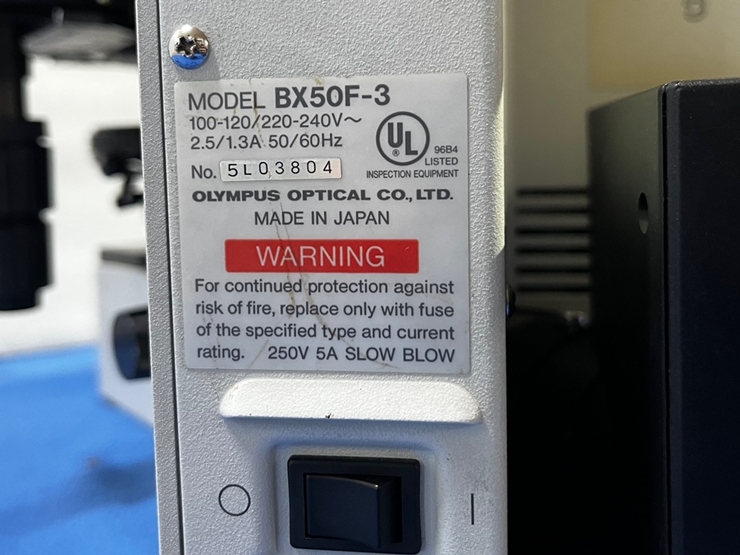 MODEL BX50F-3
100-120/220-240V～
2.5/1.3A 50/60Hz
UL
®
96B4
LISTED
INSPECTION EQUIPMENT
No. 5L03804
OLYMPUS OPTICAL CO., LTD.
MADE IN JAPAN
WARNING
For continued protection against
risk of fire, replace only with fuse
of the specified type and current
rating. 250V 5A SLOW BLOW
O |